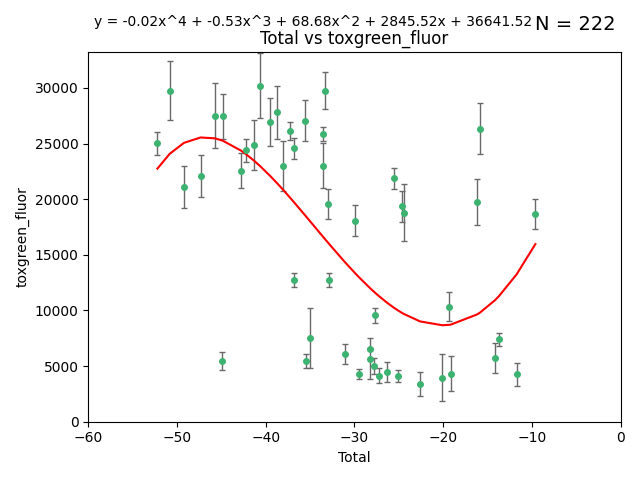 y = -0.02x^4 + -0.53x^3 + 68.68x^2 + 2845.52x + 36641.52
N = 222
Total vs toxgreen_fluor
30000
25000
20000
15000
10000
5000
0
toxgreen_fluor
−60 −50 −40 −30 −20 −10 0
Total